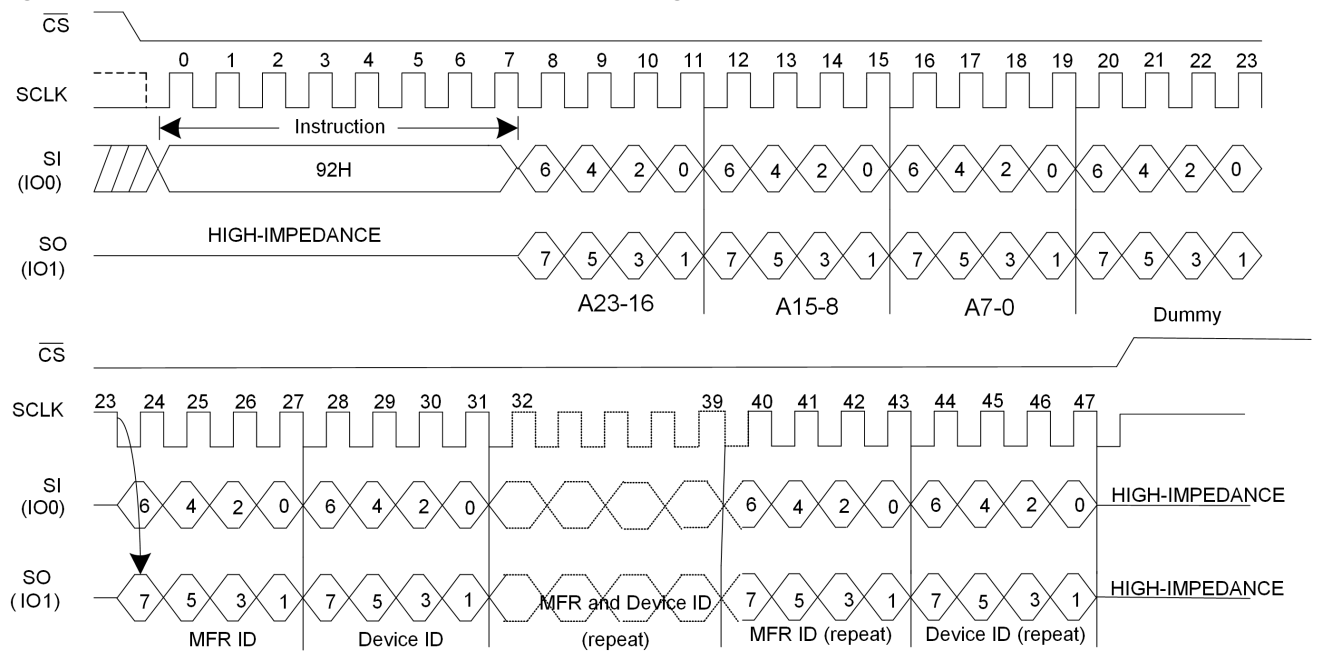 CS
0 1 2 3 4 5 6 7 8 9 10 11 12 13 14 15 16 17 18 19 20 21 22 23
SCLK
Instruction
SI
(IO0)
92H
6 4 2 0 6 4 2 0 6 4 2 0 6 4 2 0
SO
(IO1)
HIGH-IMPEDANCE
7 5 3 1 7 5 3 1 7 5 3 1 7 5 3 1
A23-16 A15-8 A7-0 Dummy
CS
SCLK
23 24 25 26 27 28 29 30 31 32 39 40 41 42 43 44 45 46 47
SI
(IO0)
6 4 2 0 6 4 2 0 6 4 2 0 6 4 2 0
HIGH-IMPEDANCE
SO
(IO1)
7 5 3 1 7 5 3 1 MFR and Device ID 7 5 3 1 7 5 3 1
HIGH-IMPEDANCE
MFR ID Device ID (repeat) MFR ID (repeat) Device ID (repeat)